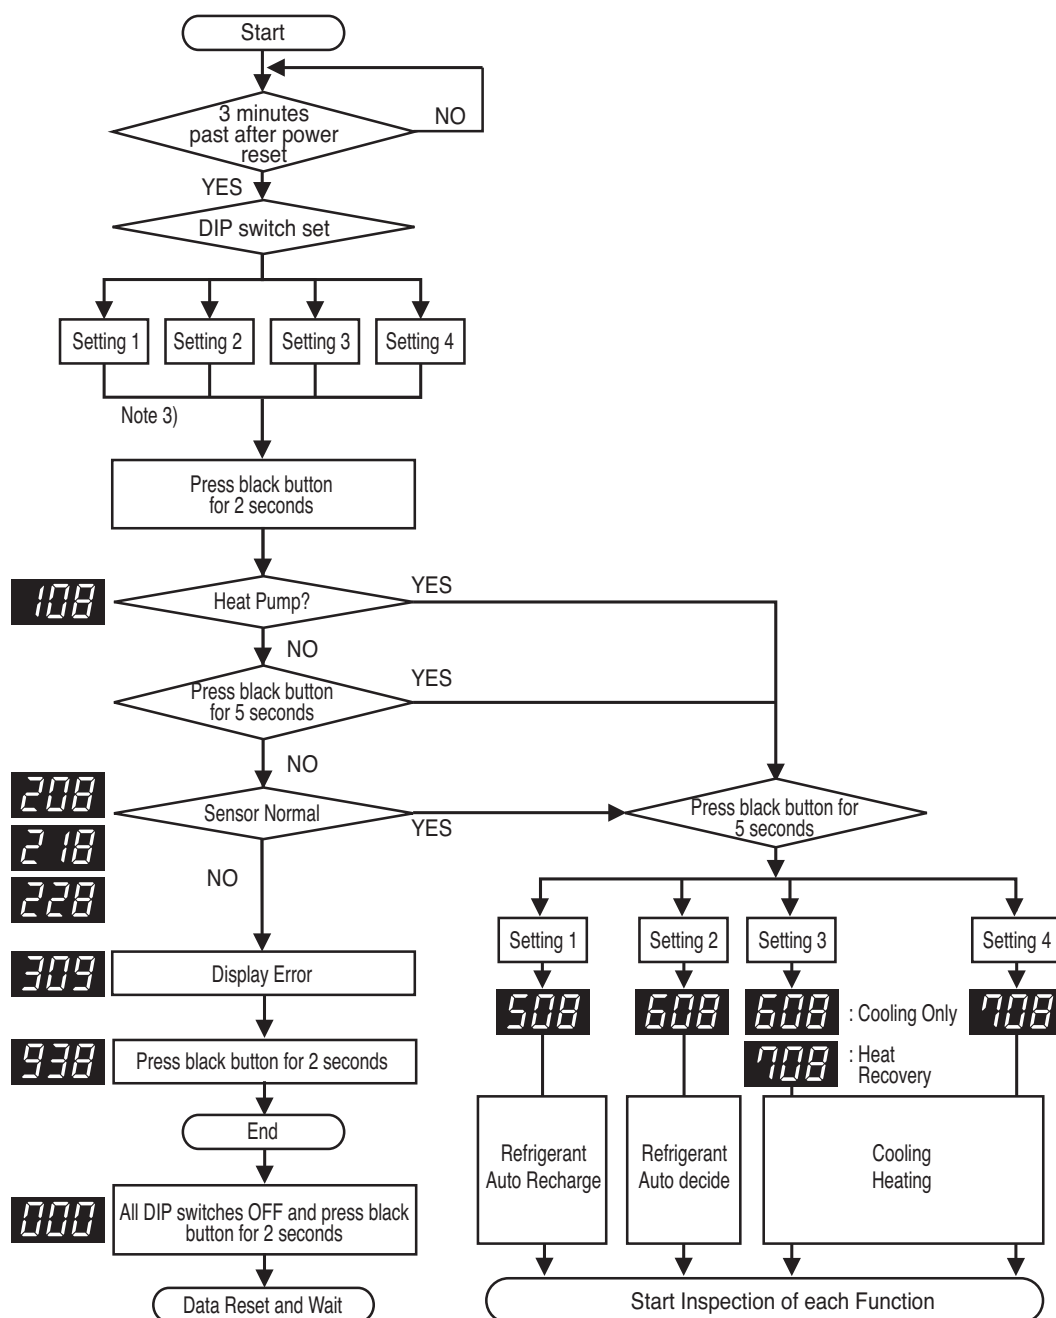 Start
3 minutes
past after power
reset
NO
YES
DIP switch set
Setting 1
Setting 2
Setting 3
Setting 4
Note 3)
Press black button
for 2 seconds
108
Heat Pump?
YES
NO
Press black button
for 5 seconds
YES
NO
208
218
228
Sensor Normal
YES
NO
Press black button for
5 seconds
309
Display Error
938
Press black button for 2 seconds
End
000
All DIP switches OFF and press black
button for 2 seconds
Data Reset and Wait
Setting 1
Setting 2
Setting 3
Setting 4
508
608
608
: Cooling Only
708
708
: Heat
Recovery
Refrigerant
Auto Recharge
Refrigerant
Auto decide
Cooling
Heating
Start Inspection of each Function